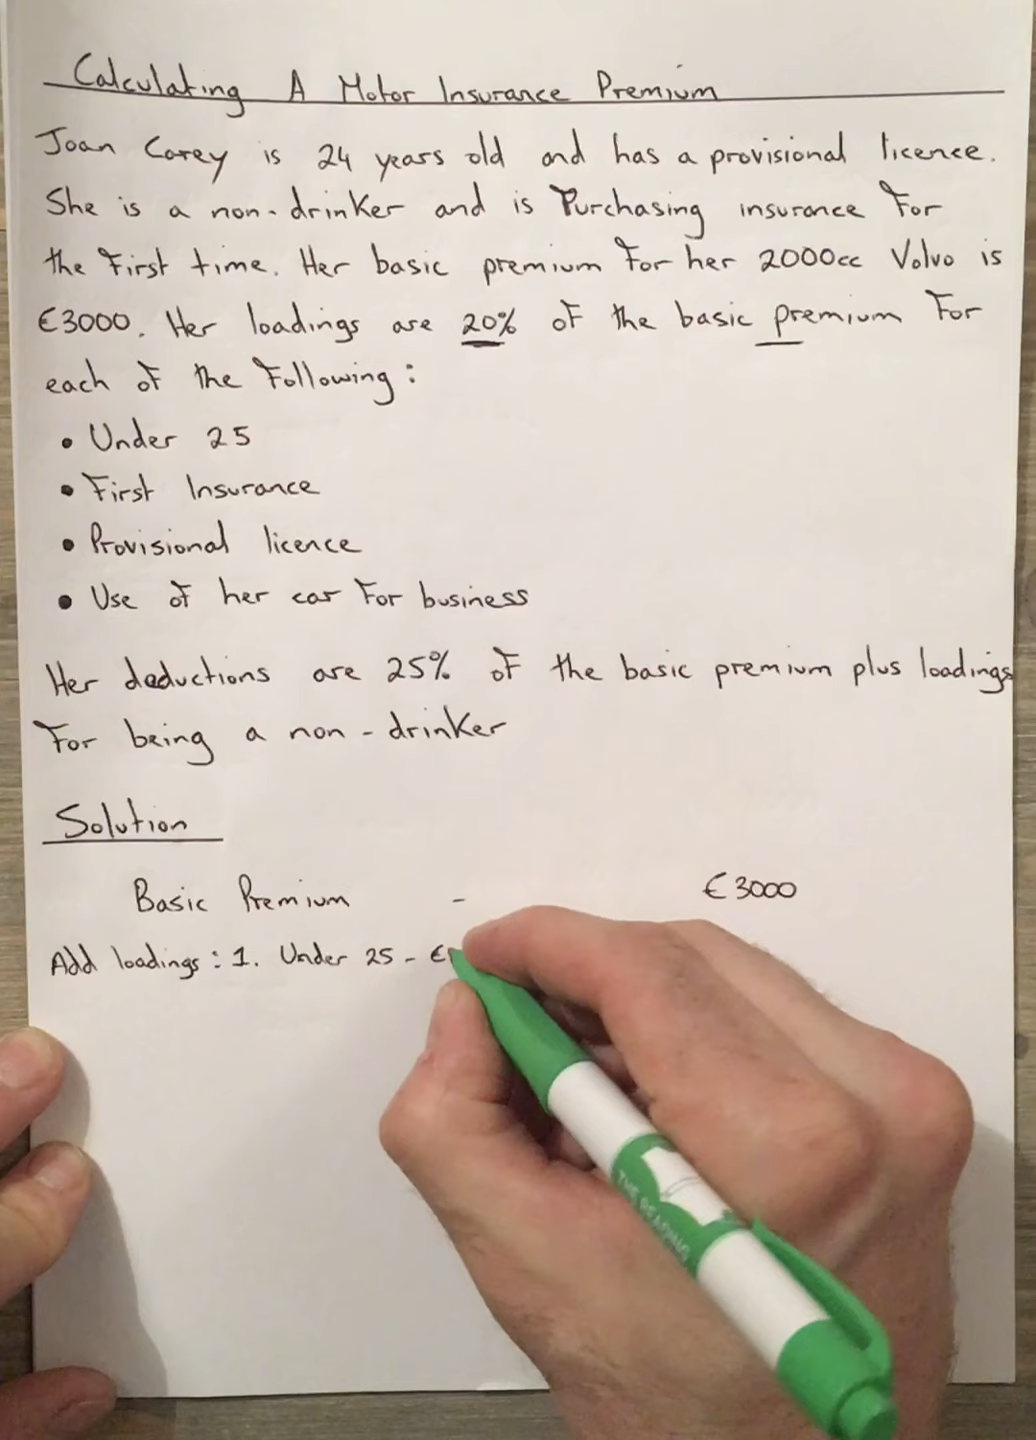 Calculating A Motor Insurance Premium
Joan Carey is 24 years old and has a provisional licence.
She is a non-drinker and is Purchasing insurance For
the First time. Her basic premium For her 2000cc Volvo is
€3000. Her loadings are 20% of the basic premium For
each of the Following:
• Under 25
• First Insurance
• Provisional licence
• Use of her car For business
Her deductions are 25% of the basic premium plus loadings
For being a non-drinker
Solution
Basic Premium - €3000
Add loadings: 1. Under 25 - €
THE READING